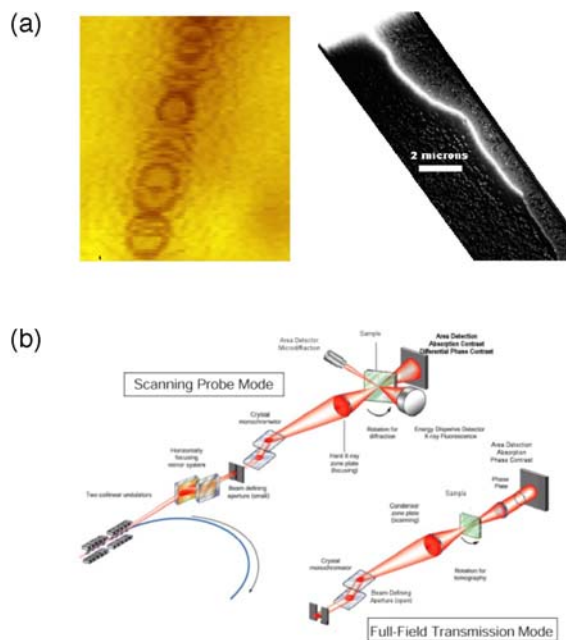 (a)
2 microns
(b)
Scanning Probe Mode
Area Detector
Microdiffraction
Sample
Area Detection
Absorption Contrast
Differential Phase Contrast
Crystal
monochrometor
Rotation for
diffraction
Energy Dispersive Detector
X-ray Fluorescence
Hard X-ray
zone plate
(focusing)
Horizontally
focusing
mirror system
Beam-defining
aperture (small)
Two collinear undulators
Area Detection
Absorption
Phase Contrast
Phase
Plate
Sample
Condenser
zone plate
(scanning)
Crystal
monochrometor
Rotation for
tomography
Beam-Defining
Aperture (open)
Full-Field Transmission Mode